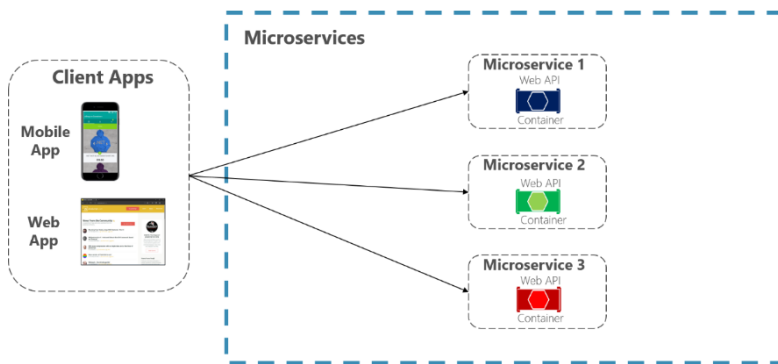 Client Apps
Mobile
App
Web
App
Microservices
Microservice 1
Web API
Container
Microservice 2
Web API
Container
Microservice 3
Web API
Container